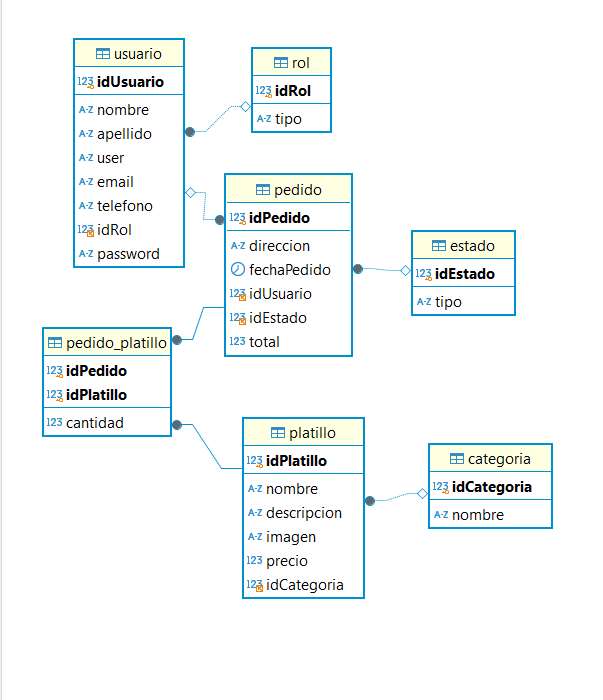 usuario
123 idUsuario
A-Z nombre
A-Z apellido
A-Z user
A-Z email
A-Z telefono
123 idRol
A-Z password
rol
123 idRol
A-Z tipo
pedido
123 idPedido
A-Z direccion
fechaPedido
123 idUsuario
123 idEstado
123 total
estado
123 idEstado
A-Z tipo
pedido_platillo
123 idPedido
123 idPlatillo
123 cantidad
platillo
123 idPlatillo
A-Z nombre
A-Z descripcion
A-Z imagen
123 precio
123 idCategoria
categoria
123 idCategoria
A-Z nombre